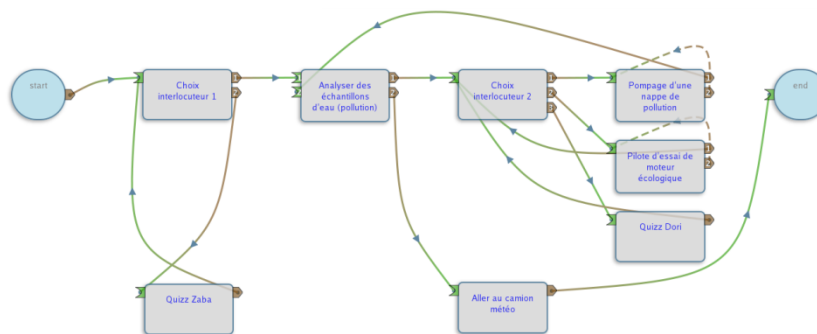 start
Choix
interlocuteur 1
Analyser des
échantillons
d'eau (pollution)
Choix
interlocuteur 2
Pompage d'une
nappe de
pollution
end
Pilote d'essai de
moteur
écologique
Quizz Dori
Quizz Zaba
Aller au camion
météo